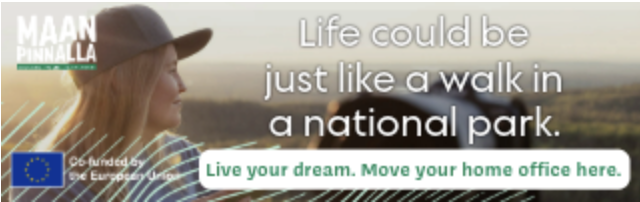 MAAN
PINNALLA
Life could be
just like a walk in
a national park.
Co-funded by
the European Union
Live your dream. Move your home office here.